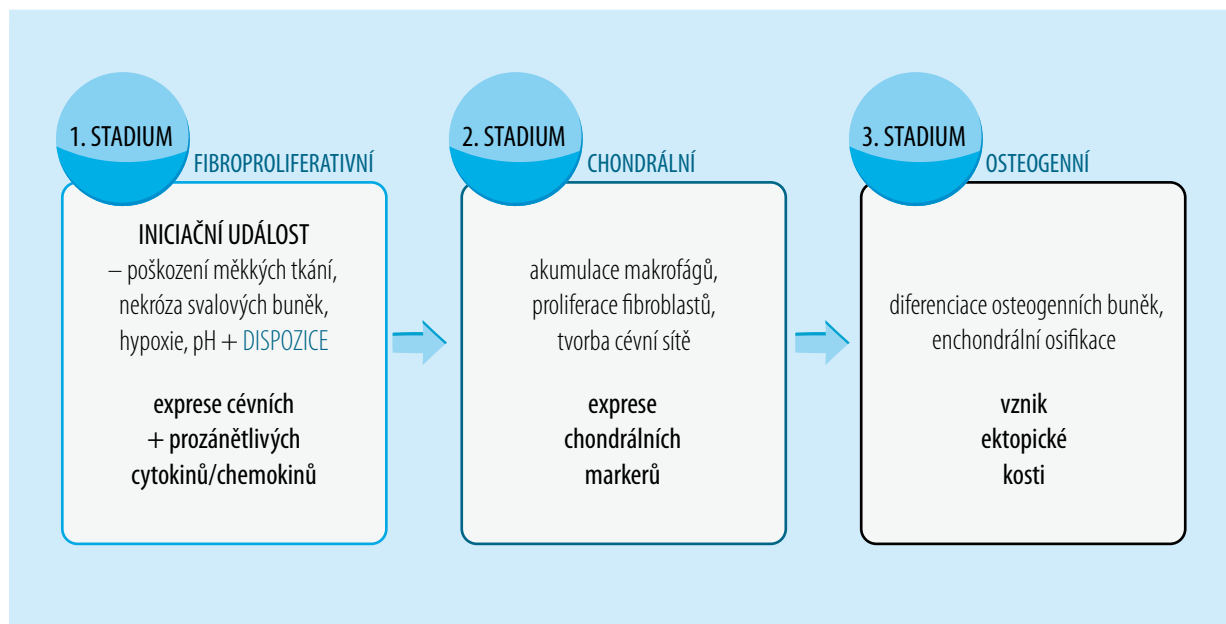 1. STADIUM
FIBROPROLIFERATIVNÍ
INICIAČNÍ UDÁLOST
– poškození měkkých tkání,
nekróza svalových buněk,
hypoxie, pH + DISPOZICE
exprese cévních
+ prozánětlivých
cytokinů/chemokinů
2. STADIUM
CHONDRÁLNÍ
akumulace makrofágů,
proliferace fibroblastů,
tvorba cévní sítě
exprese
chondrálních
markerů
3. STADIUM
OSTEOGENNÍ
diferenciace osteogenních buněk,
enchondrální osifikace
vznik
ektopické
kosti